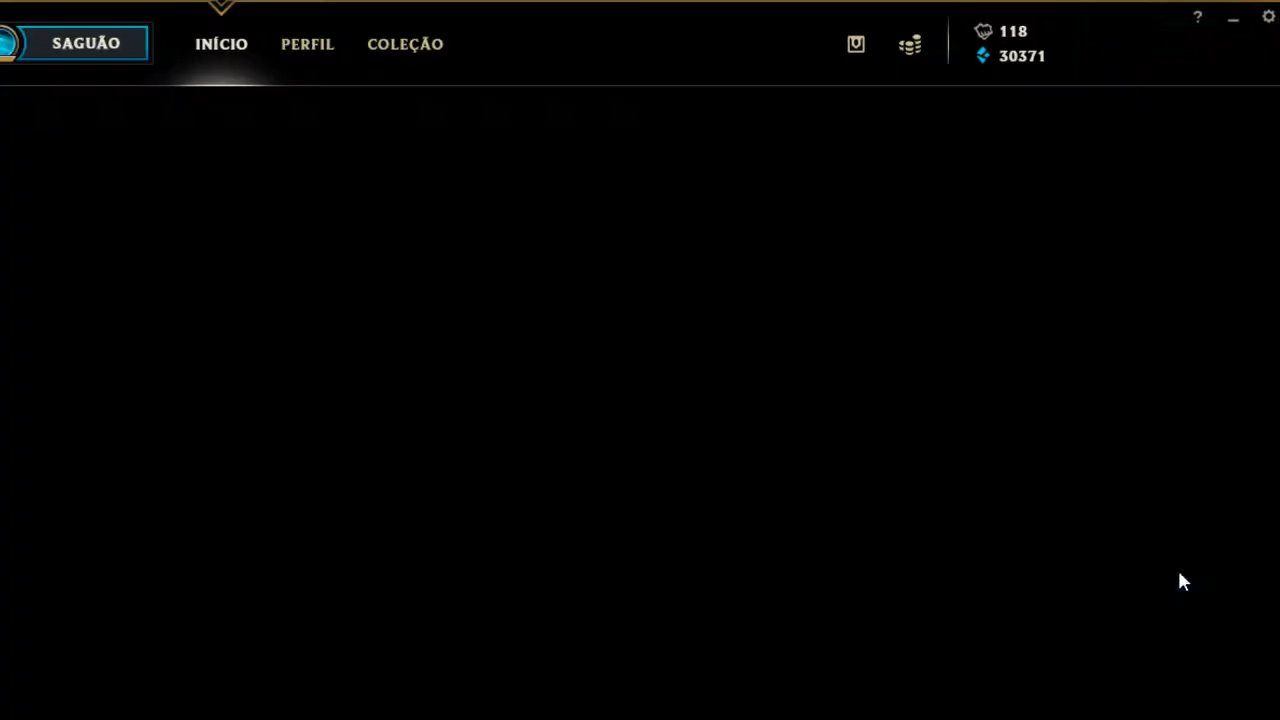 SAGUÃO
INÍCIO
PERFIL
COLEÇÃO
118
30371
?